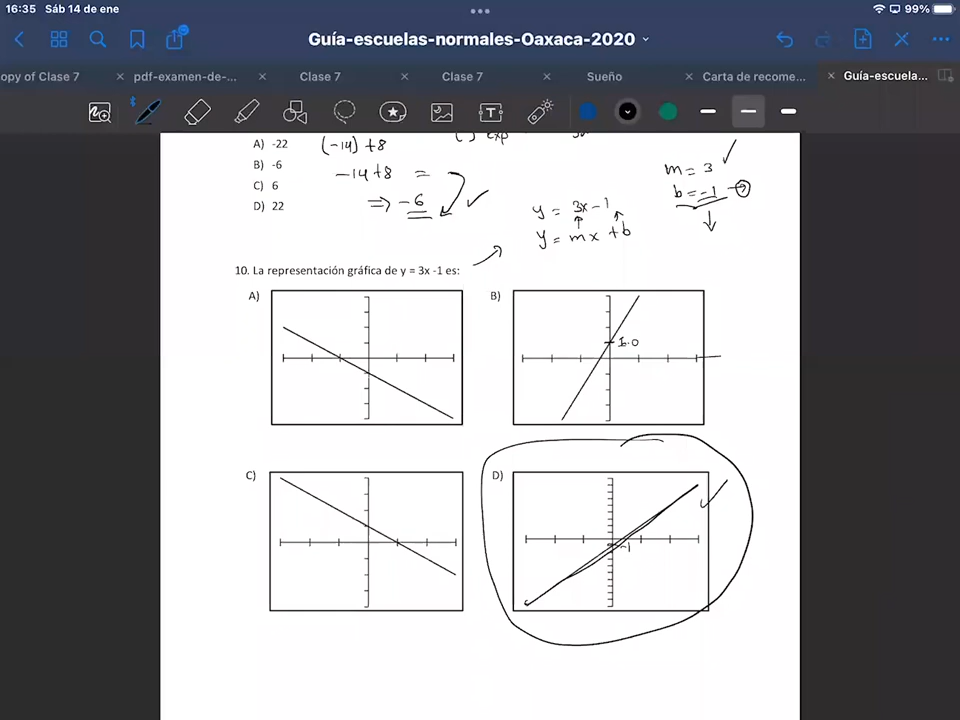 16:35 Sáb 14 de ene
99%
Guía-escuelas-normales-Oaxaca-2020
opy of Clase 7
pdf-examen-de-...
Clase 7
Clase 7
Sueño
Carta de recome...
Guía-escuela...
A) -22
(-14) +8
( ) exp
B) -6
-14+8 =
m = 3
C) 6
⇒ -6
b = -1
D) 22
y = 3x-1
y = mx + b
10. La representación gráfica de y = 3x -1 es:
A)
B)
1.0
C)
D)
-1